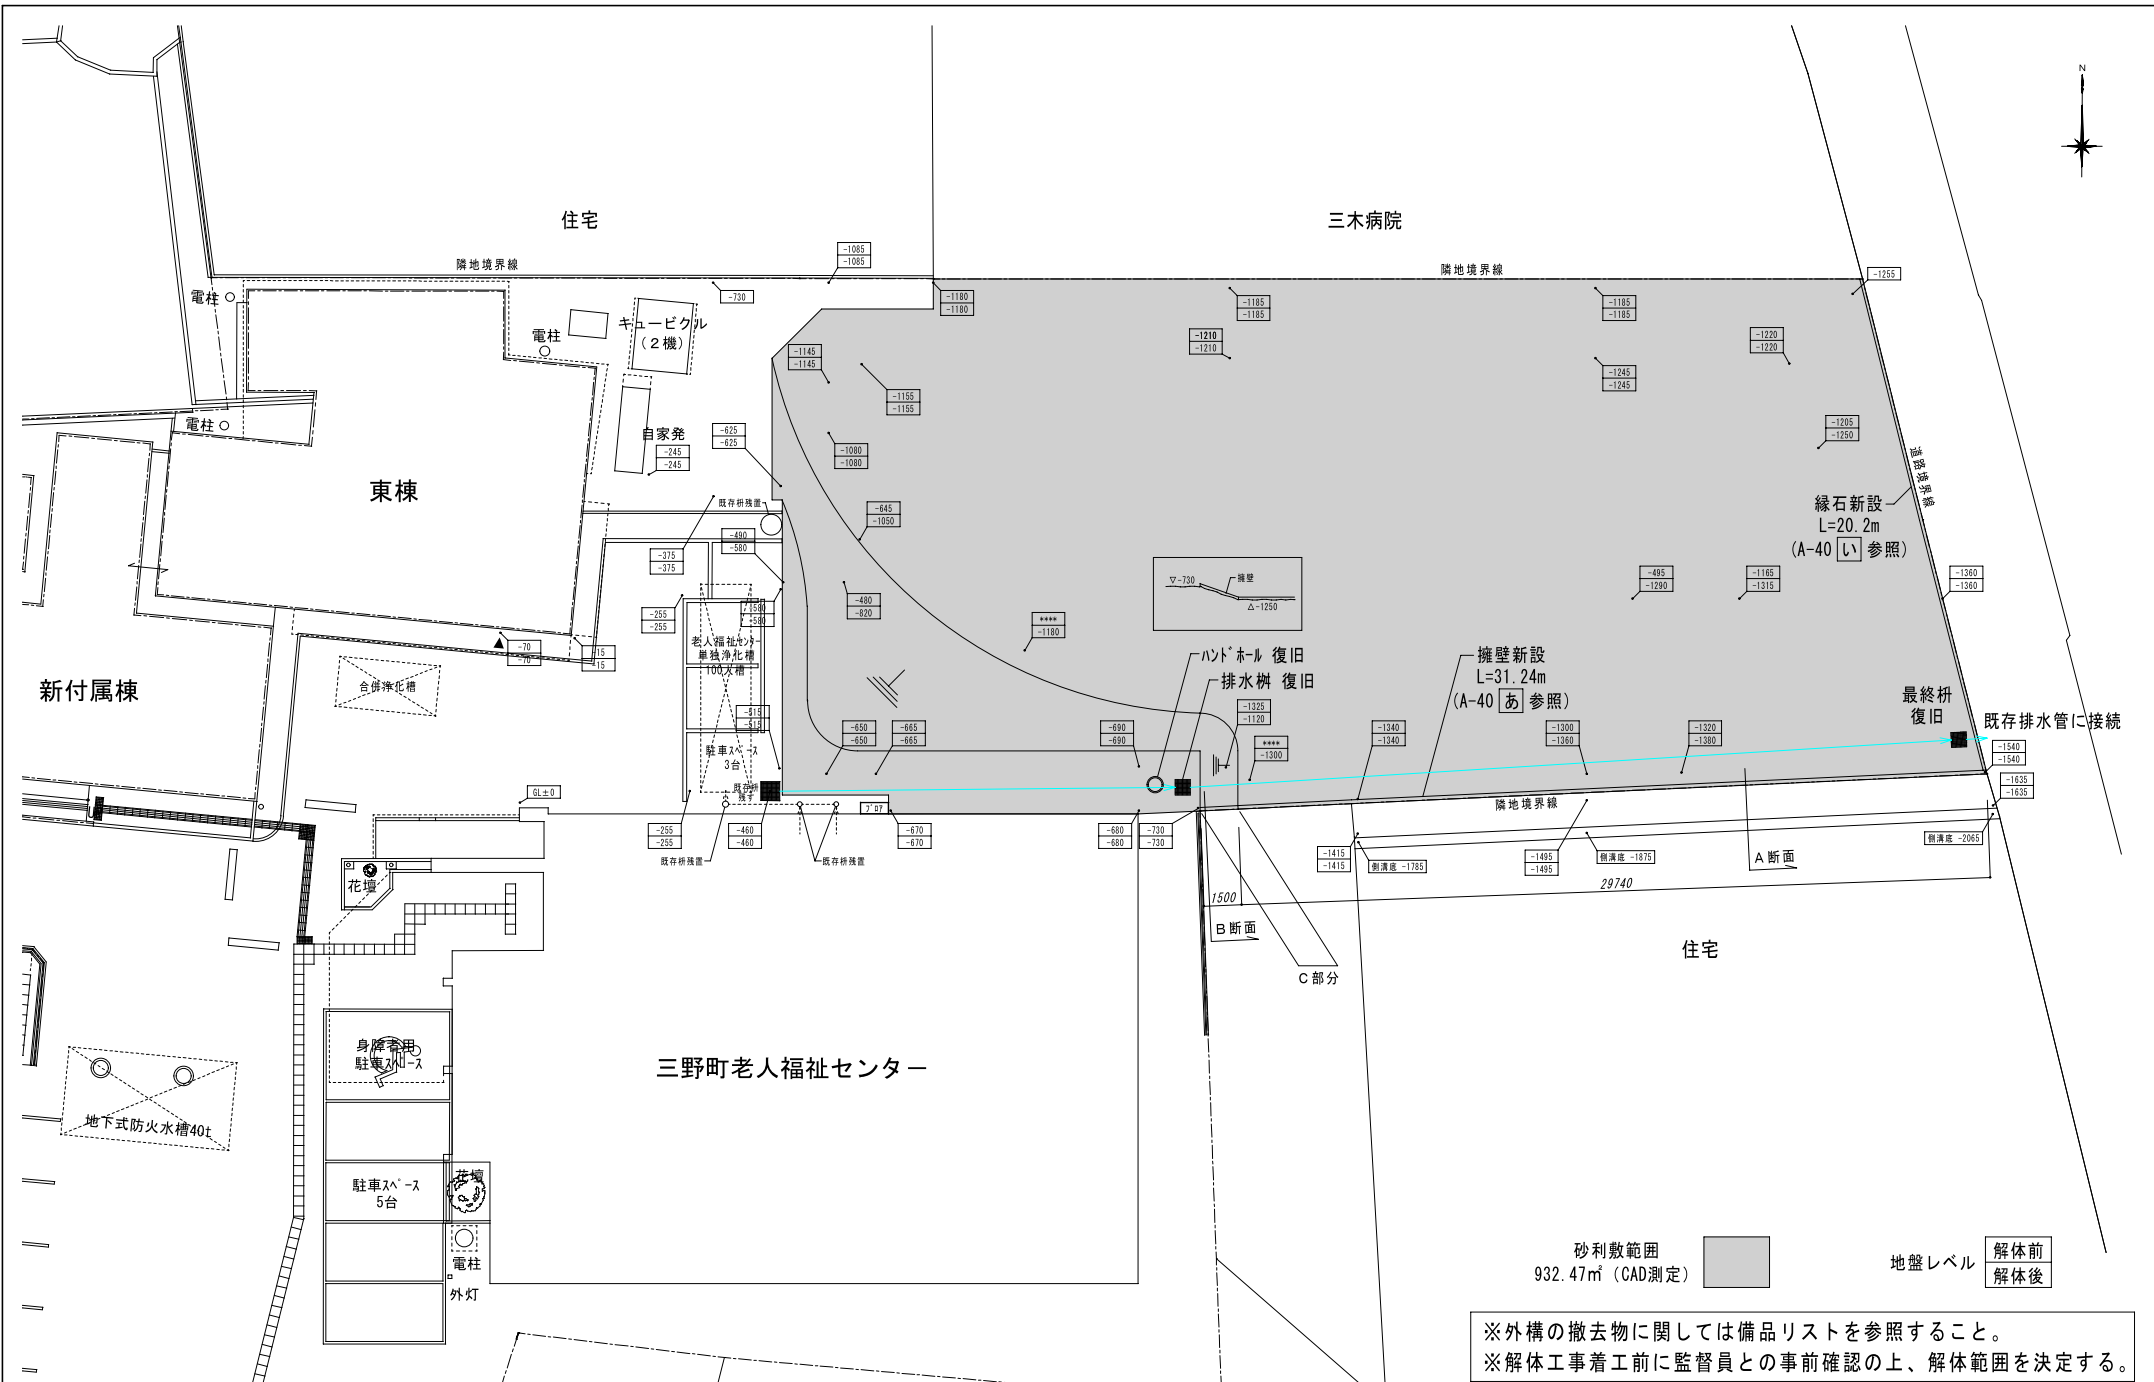 N
住宅
三木病院
隣地境界線
隣地境界線
-1085
-1085
-730
-1180
-1180
-1185
-1185
-1185
-1185
-1255
電柱
電柱
キュービクル
(2機)
-1145
-1145
-1210
-1210
-1220
-1220
-1155
-1155
-1245
-1245
電柱
自家発
-245
-245
-625
-625
-1080
-1080
-1205
-1250
道路境界線
東棟
既存枡残置
-645
-1050
縁石新設
L=20.2m
(A-40 い 参照)
-490
-580
-375
-375
▽-730
擁壁
△-1250
-495
-1290
-1165
-1315
-1360
-1360
-255
-255
-580
-580
-480
-820
****
-1180
-70
-70
-15
-15
老人福祉センター
単独浄化槽
100人槽
ハンドホール 復旧
排水桝 復旧
擁壁新設
L=31.24m
(A-40 あ 参照)
新付属棟
合併浄化槽
最終枡
復旧
既存排水管に接続
-515
-515
-650
-650
-665
-665
-690
-690
-1325
-1120
****
-1300
-1340
-1340
-1300
-1360
-1320
-1380
-1540
-1540
駐車スペース
3台
既存枡
残す
GL±0
ブロア
隣地境界線
-1635
-1635
-255
-255
-460
-460
-670
-670
-680
-680
-730
-730
既存枡残置
既存枡残置
-1415
-1415
側溝底 -1785
-1495
-1495
側溝底 -1875
側溝底 -2065
A断面
花壇
1500
29740
B断面
C部分
住宅
身障者用
駐車スペース
三野町老人福祉センター
地下式防火水槽40t
駐車スペース
5台
花壇
電柱
外灯
砂利敷範囲
932.47㎡ (CAD測定)
地盤レベル
解体前
解体後
※外構の撤去物に関しては備品リストを参照すること。
※解体工事着工前に監督員との事前確認の上、解体範囲を決定する。